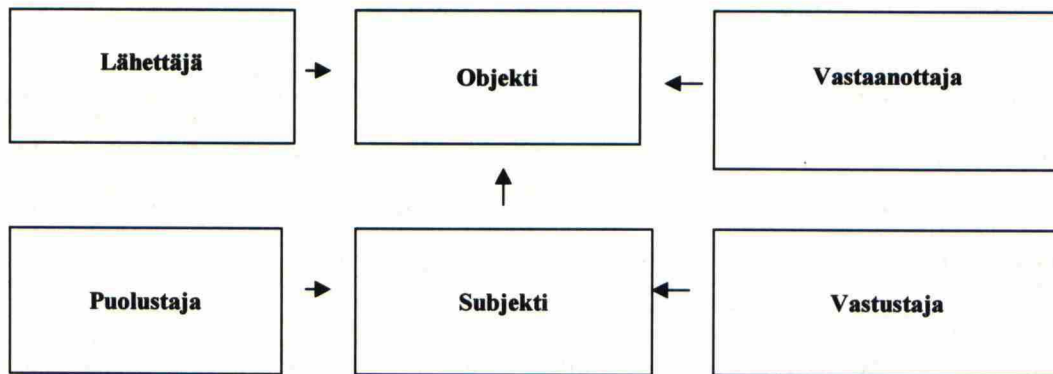 Lähettäjä
Objekti
Vastaanottaja
Puolustaja
Subjekti
Vastustaja